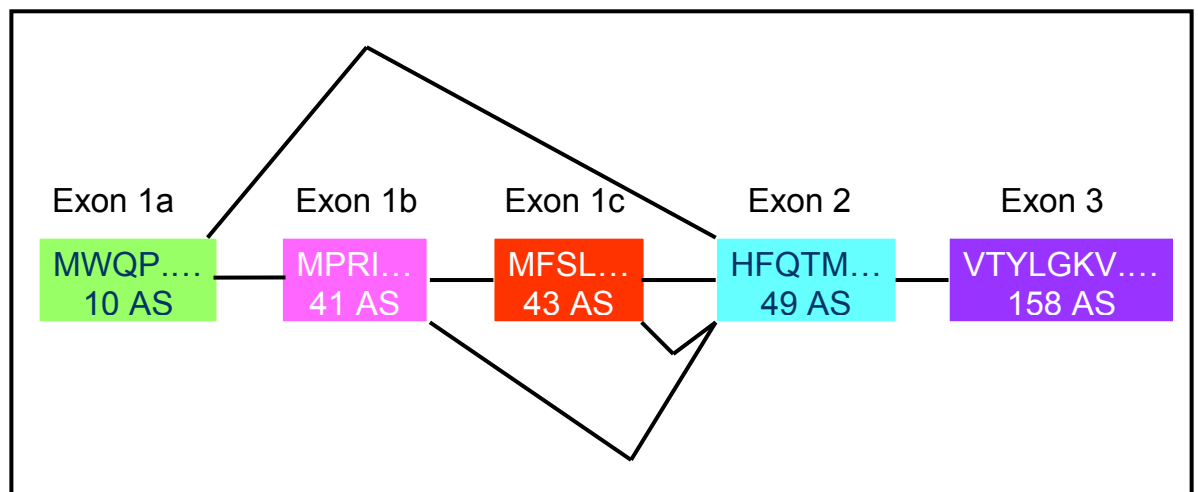 Exon 1a
Exon 1b
Exon 1c
Exon 2
Exon 3
MWQP....
10 AS
MPRI...
41 AS
MFSL...
43 AS
HFQTM...
49 AS
VTYLGKV....
158 AS